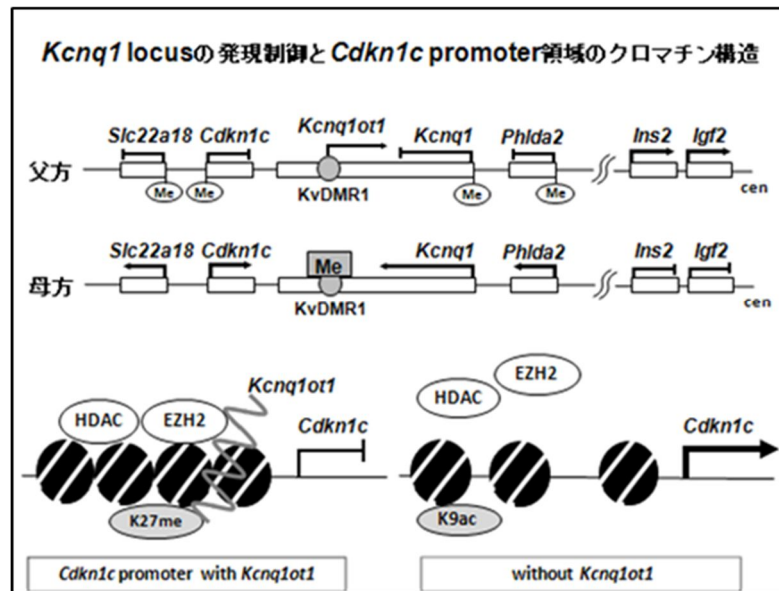 Kcnq1 locusの発現制御とCdkn1c promoter領域のクロマチン構造
Slc22a18 Cdkn1c Kcnq1ot1 Kcnq1 Phlda2 Ins2 Igf2
父方
Me Me Me Me
KvDMR1
cen
Slc22a18 Cdkn1c Me Kcnq1 Phlda2 Ins2 Igf2
母方
KvDMR1
cen
Kcnq1ot1
HDAC EZH2 Cdkn1c
K27me
Cdkn1c promoter with Kcnq1ot1
EZH2
HDAC
Cdkn1c
K9ac
without Kcnq1ot1